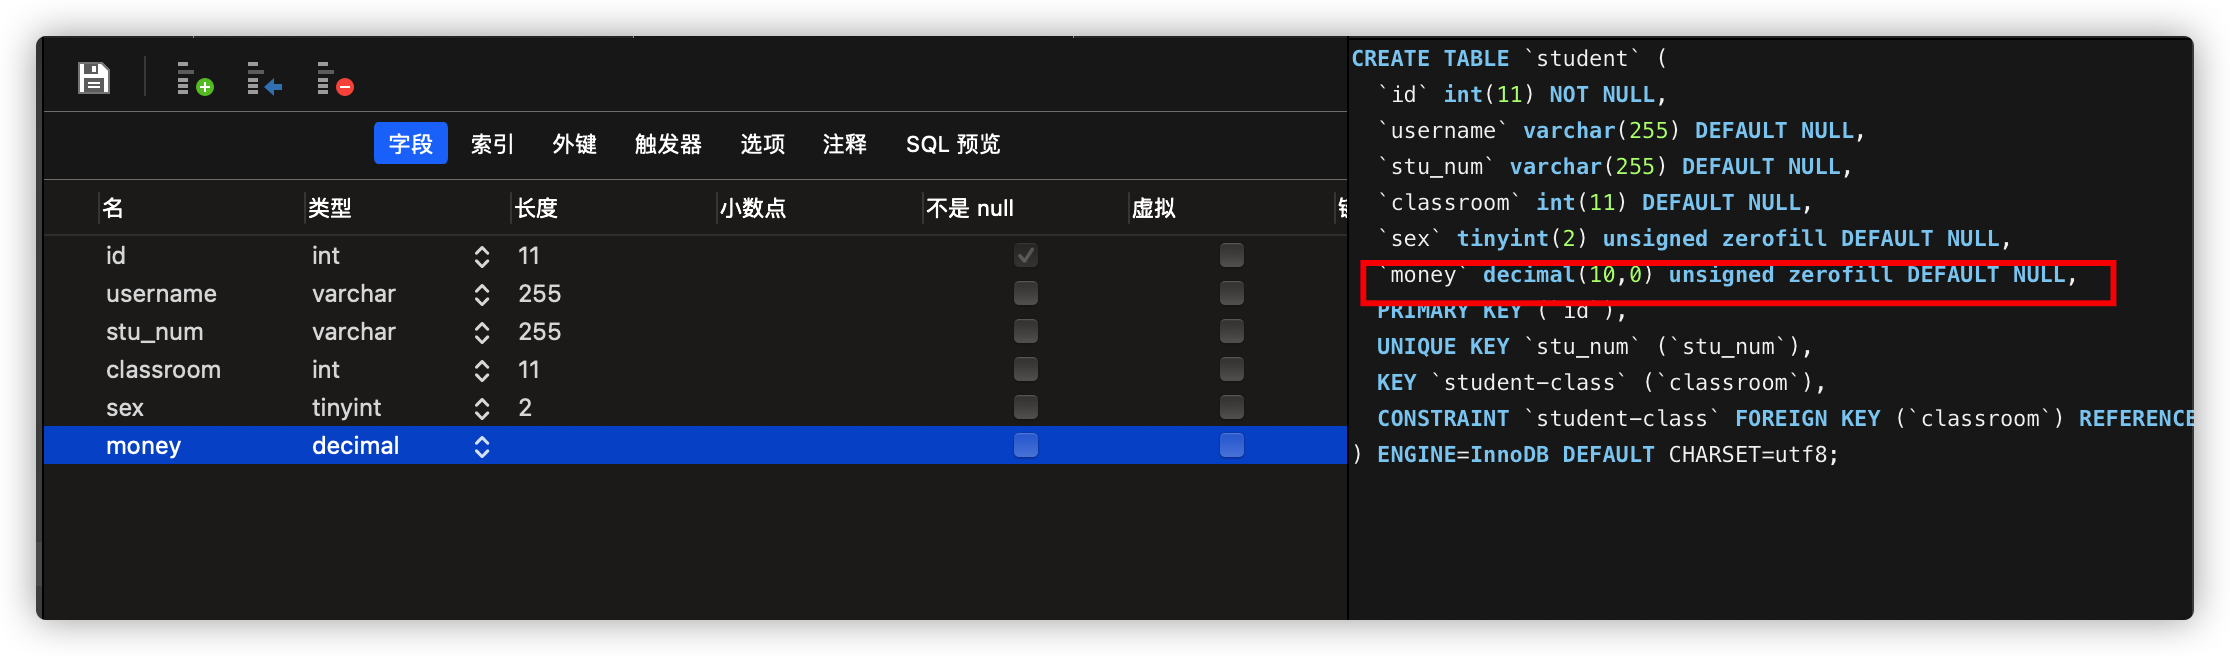 字段 索引 外键 触发器 选项 注释 SQL 预览
名 类型 长度 小数点 不是 null 虚拟
id int 11
username varchar 255
stu_num varchar 255
classroom int 11
sex tinyint 2
money decimal
CREATE TABLE `student` (
`id` int(11) NOT NULL,
`username` varchar(255) DEFAULT NULL,
`stu_num` varchar(255) DEFAULT NULL,
`classroom` int(11) DEFAULT NULL,
`sex` tinyint(2) unsigned zerofill DEFAULT NULL,
`money` decimal(10,0) unsigned zerofill DEFAULT NULL,
PRIMARY KEY (`id`),
UNIQUE KEY `stu_num` (`stu_num`),
KEY `student-class` (`classroom`),
CONSTRAINT `student-class` FOREIGN KEY (`classroom`) REFERENCE
) ENGINE=InnoDB DEFAULT CHARSET=utf8;